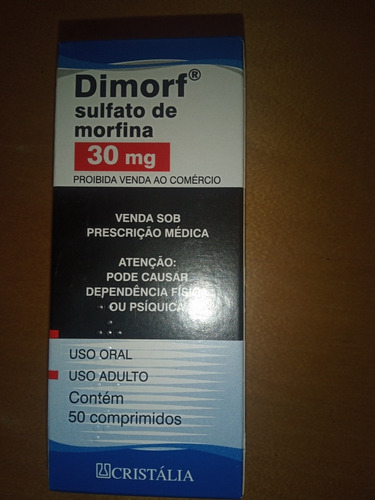 Dimorf®
sulfato de
morfina
30 mg
PROIBIDA VENDA AO COMÉRCIO
VENDA SOB
PRESCRIÇÃO MÉDICA
ATENÇÃO:
PODE CAUSAR
DEPENDÊNCIA FÍSICA
OU PSÍQUICA
USO ORAL
USO ADULTO
Contém
50 comprimidos
CRISTÁLIA